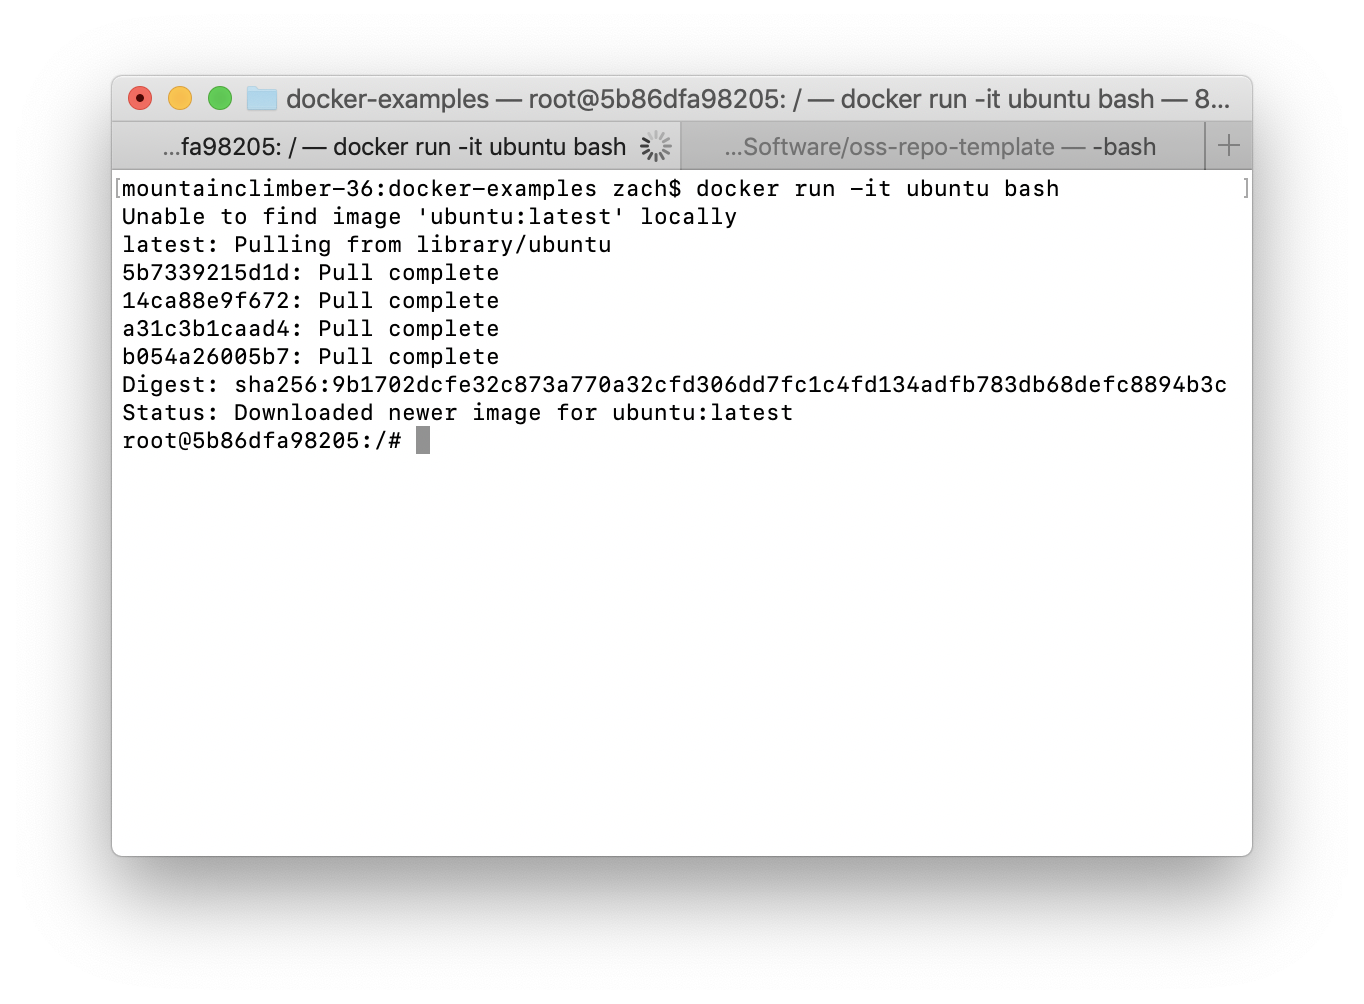 docker-examples — root@5b86dfa98205: / — docker run -it ubuntu bash — 8...
...fa98205: / — docker run -it ubuntu bash
...Software/oss-repo-template — -bash
[mountainclimber-36:docker-examples zach$ docker run -it ubuntu bash ]
Unable to find image 'ubuntu:latest' locally
latest: Pulling from library/ubuntu
5b7339215d1d: Pull complete
14ca88e9f672: Pull complete
a31c3b1caad4: Pull complete
b054a26005b7: Pull complete
Digest: sha256:9b1702dcfe32c873a770a32cfd306dd7fc1c4fd134adfb783db68defc8894b3c
Status: Downloaded newer image for ubuntu:latest
root@5b86dfa98205:/#